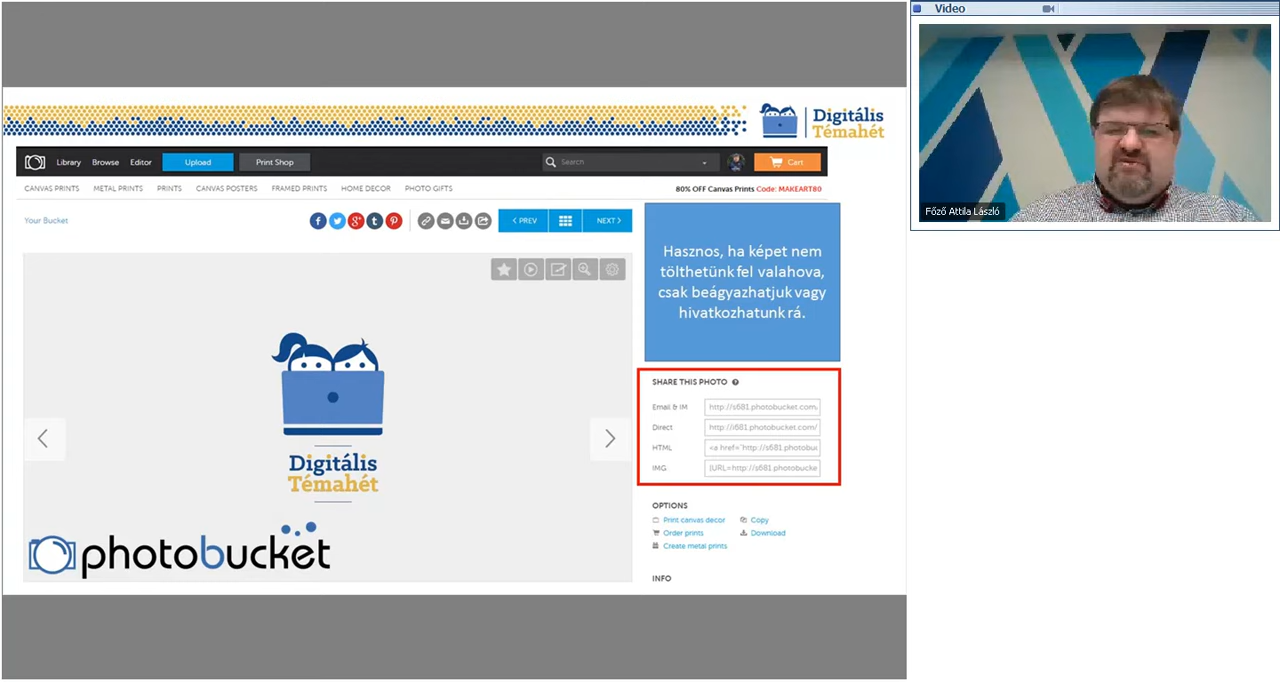 Video
Digitális
Témahét
Library Browse Editor Upload Print Shop Search Cart
CANVAS PRINTS METAL PRINTS PRINTS CANVAS POSTERS FRAMED PRINTS HOME DECOR PHOTO GIFTS 80% OFF Canvas Prints Code: MAKEART80
Your Bucket
PREV NEXT
Hasznos, ha képet nem
tölthetünk fel valahova,
csak beágyazhatjuk vagy
hivatkozhatunk rá.
Digitális
Témahét
photobucket
SHARE THIS PHOTO
Email & IM http://s681.photobucket.com/
Direct http://i681.photobucket.com/
HTML <a href="http://s681.photobu
IMG [URL=http://s681.photobucke
OPTIONS
Print canvas decor Copy
Order prints Download
Create metal prints
INFO
Főző Attila László